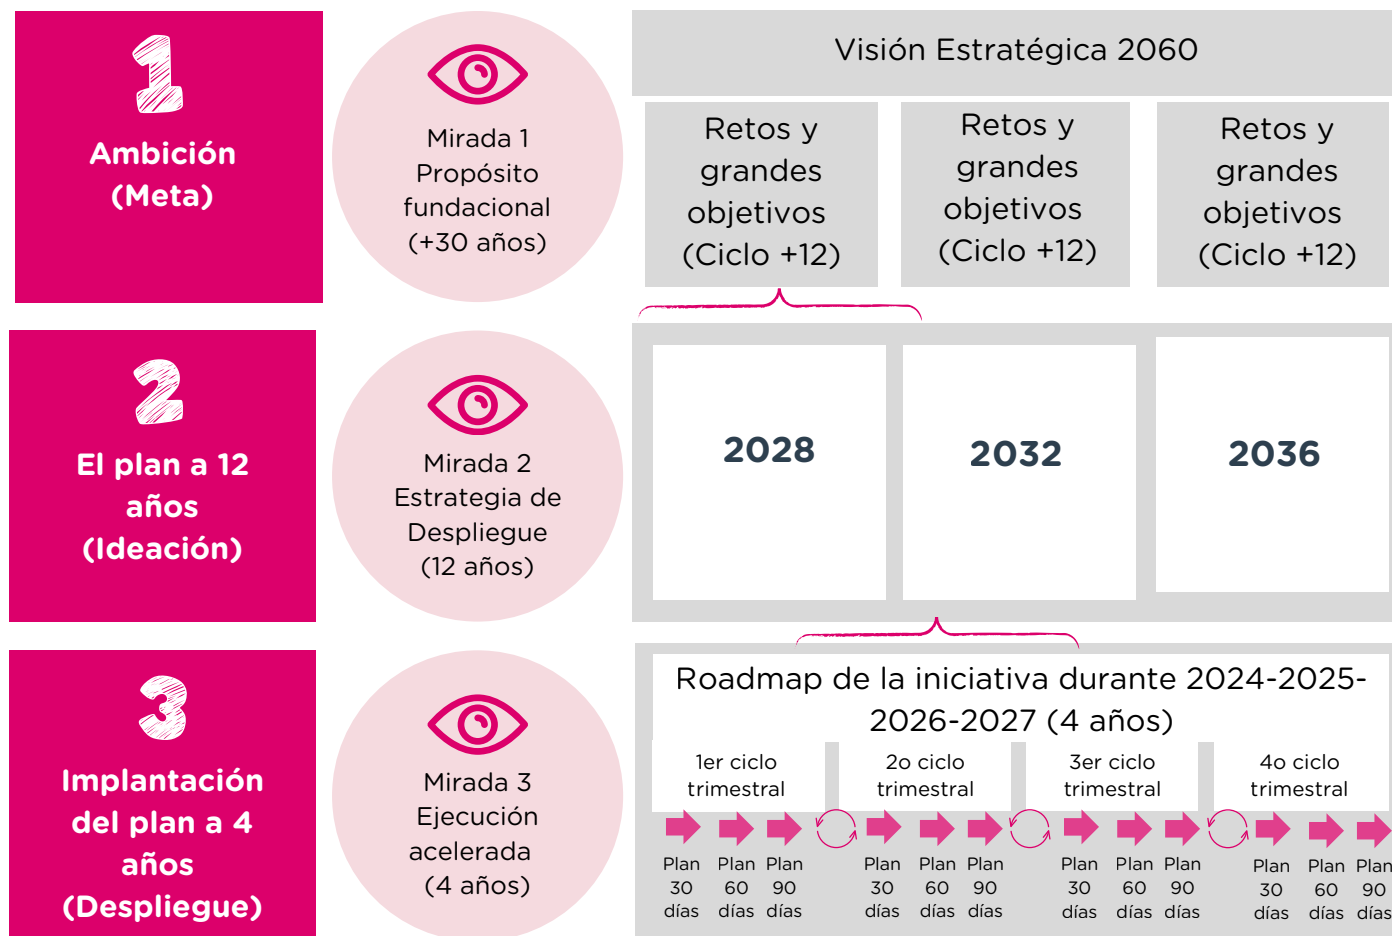 1
Ambición
(Meta)
Mirada 1
Propósito
fundacional
(+30 años)
Visión Estratégica 2060
Retos y
grandes
objetivos
(Ciclo +12)
Retos y
grandes
objetivos
(Ciclo +12)
Retos y
grandes
objetivos
(Ciclo +12)
2
El plan a 12
años
(Ideación)
Mirada 2
Estrategia de
Despliegue
(12 años)
2028
2032
2036
3
Implantación
del plan a 4
años
(Despliegue)
Mirada 3
Ejecución
acelerada
(4 años)
Roadmap de la iniciativa durante 2024-2025-
2026-2027 (4 años)
1er ciclo
trimestral
2o ciclo
trimestral
3er ciclo
trimestral
4o ciclo
trimestral
Plan
30
días
Plan
60
días
Plan
90
días
Plan
30
días
Plan
60
días
Plan
90
días
Plan
30
días
Plan
60
días
Plan
90
días
Plan
30
días
Plan
60
días
Plan
90
días